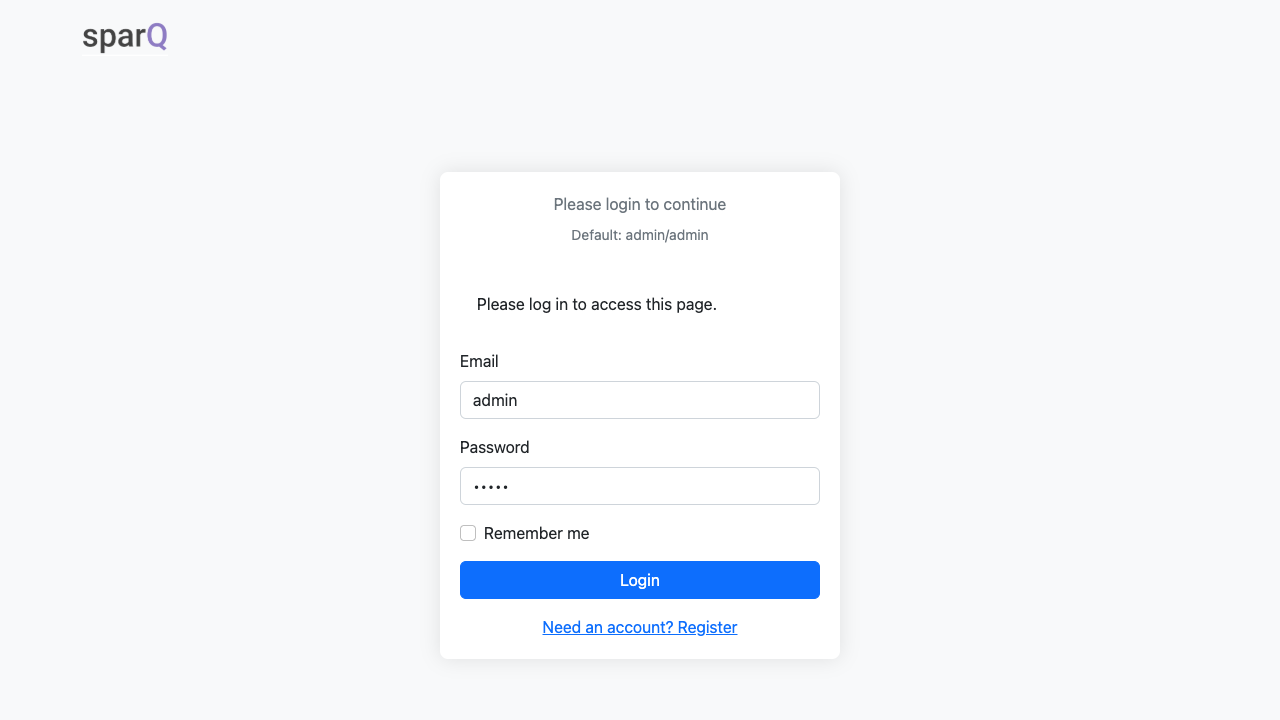 sparQ
Please login to continue
Default: admin/admin
Please log in to access this page.
Email
admin
Password
•••••
Remember me
Login
Need an account? Register